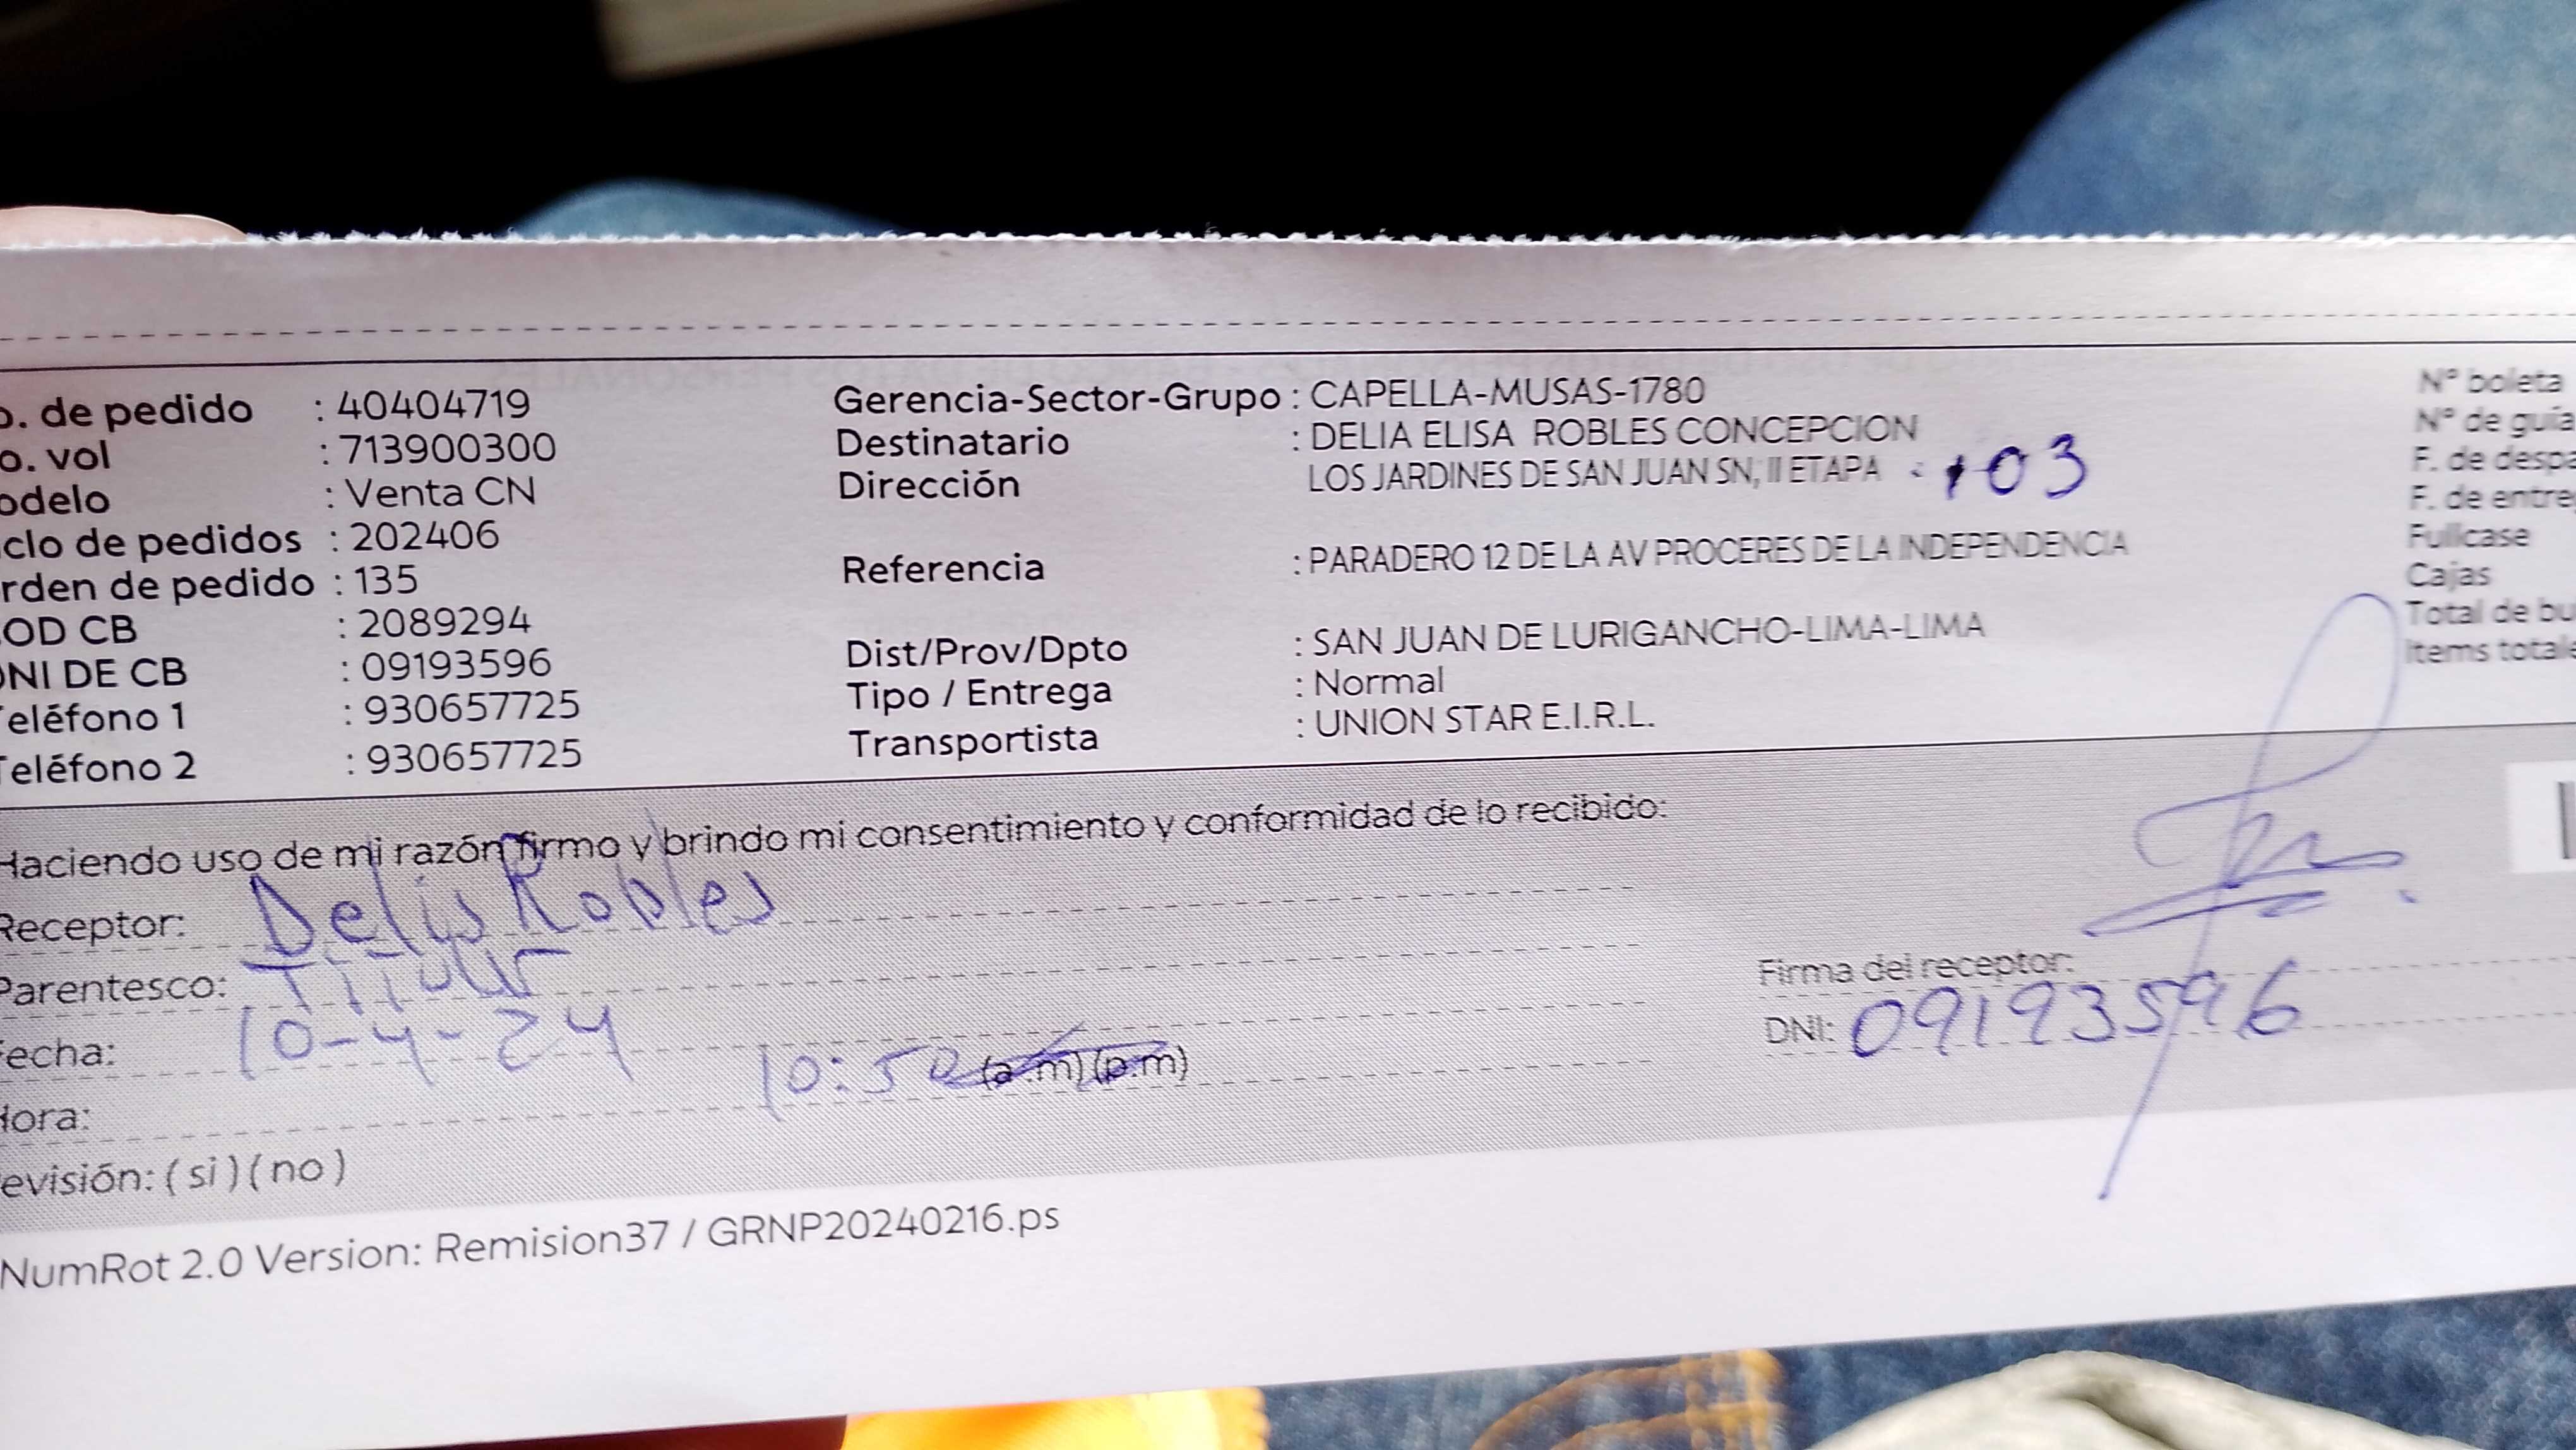 o. de pedido : 40404719
o. vol : 713900300
odelo : Venta CN
clo de pedidos : 202406
rden de pedido : 135
OD CB : 2089294
NI DE CB : 09193596
eléfono 1 : 930657725
Teléfono 2 : 930657725
Gerencia-Sector-Grupo : CAPELLA-MUSAS-1780
Destinatario : DELIA ELISA ROBLES CONCEPCION
Dirección LOS JARDINES DE SAN JUAN SN, II ETAPA - 103
Referencia : PARADERO 12 DE LA AV PROCERES DE LA INDEPENDENCIA
Dist/Prov/Dpto : SAN JUAN DE LURIGANCHO-LIMA-LIMA
Tipo / Entrega : Normal
Transportista : UNION STAR E.I.R.L.
N° boleta
N° de guía
F. de despa
F. de entre
Fullcase
Cajas
Total de bu
Items totale
Haciendo uso de mi razón firmo y brindo mi consentimiento y conformidad de lo recibido:
Receptor: Delia Robles
Parentesco: Titular
echa: 10-4-24
Hora: 10:50 (a.m) (p.m)
evisión: ( si ) ( no )
Firma del receptor:
DNI: 09193596
NumRot 2.0 Version: Remision37 / GRNP20240216.ps